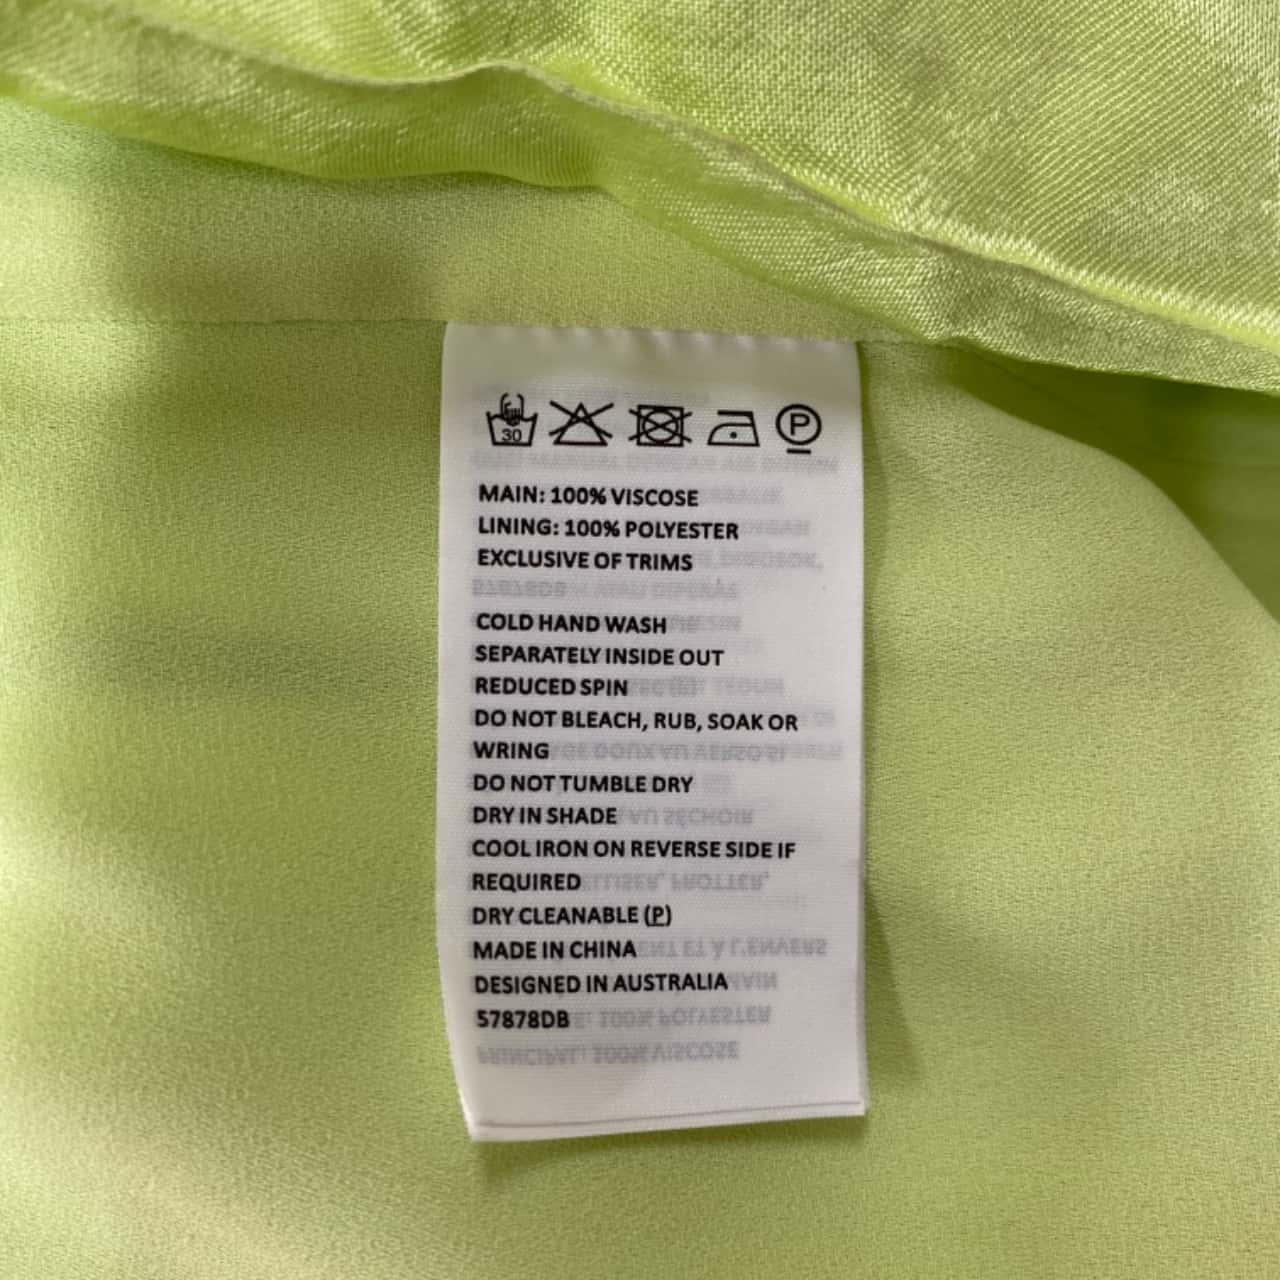 30 P
MAIN: 100% VISCOSE
LINING: 100% POLYESTER
EXCLUSIVE OF TRIMS
COLD HAND WASH
SEPARATELY INSIDE OUT
REDUCED SPIN
DO NOT BLEACH, RUB, SOAK OR
WRING
DO NOT TUMBLE DRY
DRY IN SHADE
COOL IRON ON REVERSE SIDE IF
REQUIRED
DRY CLEANABLE (P)
MADE IN CHINA
DESIGNED IN AUSTRALIA
57878DB